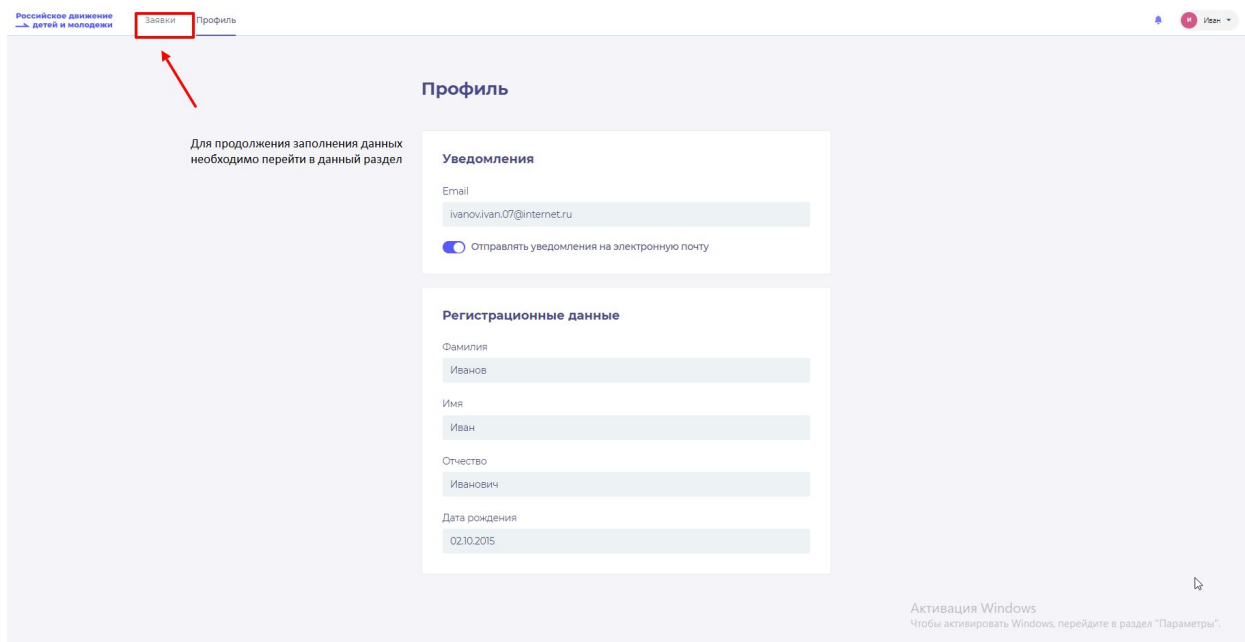 Российское движение
детей и молодежи
Заявки
Профиль
И
Иван
Профиль
Для продолжения заполнения данных
необходимо перейти в данный раздел
Уведомления
Email
ivanov.ivan.07@internet.ru
Отправлять уведомления на электронную почту
Регистрационные данные
Фамилия
Иванов
Имя
Иван
Отчество
Иванович
Дата рождения
02.10.2015
Активация Windows
Чтобы активировать Windows, перейдите в раздел "Параметры".